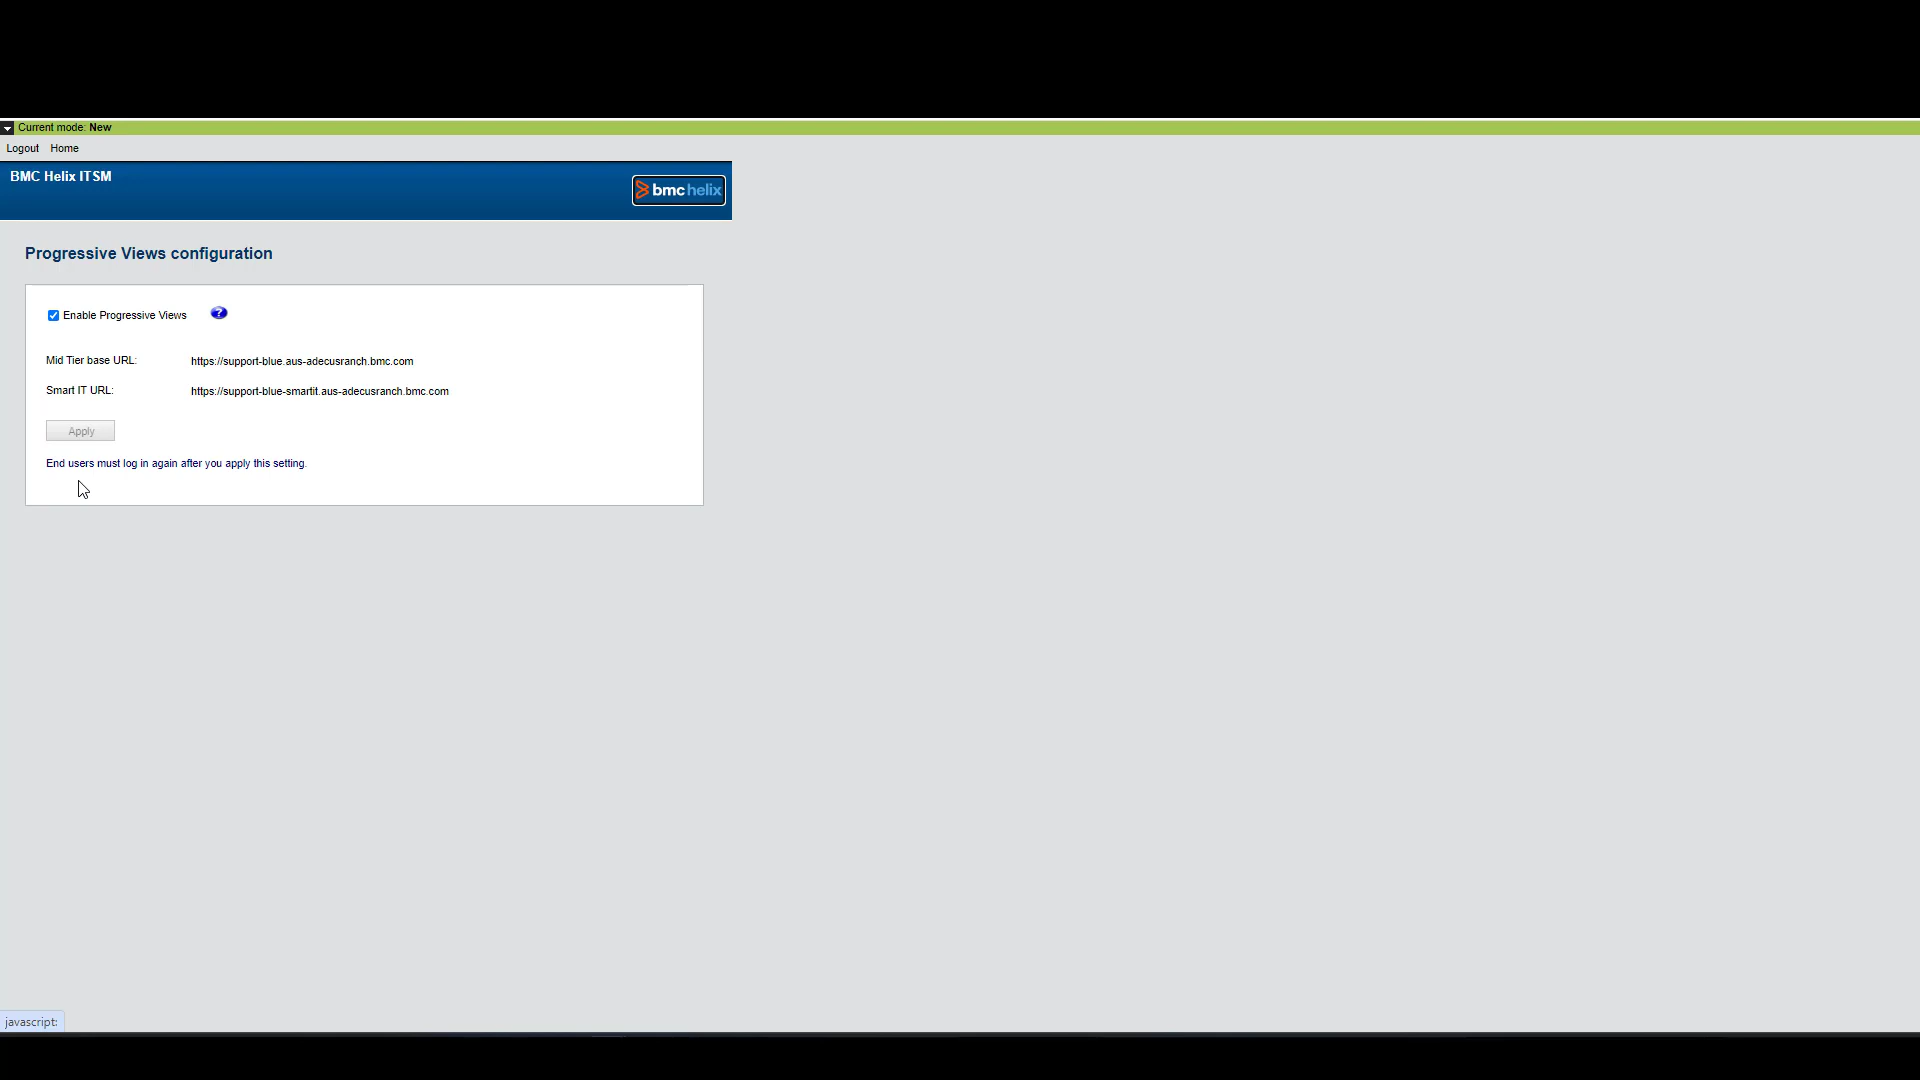 Current mode: New
Logout Home
BMC Helix ITSM
bmc helix
Progressive Views configuration
Enable Progressive Views ?
Mid Tier base URL: https://support-blue.aus-adecusranch.bmc.com
Smart IT URL: https://support-blue-smartit.aus-adecusranch.bmc.com
Apply
End users must log in again after you apply this setting.
javascript: